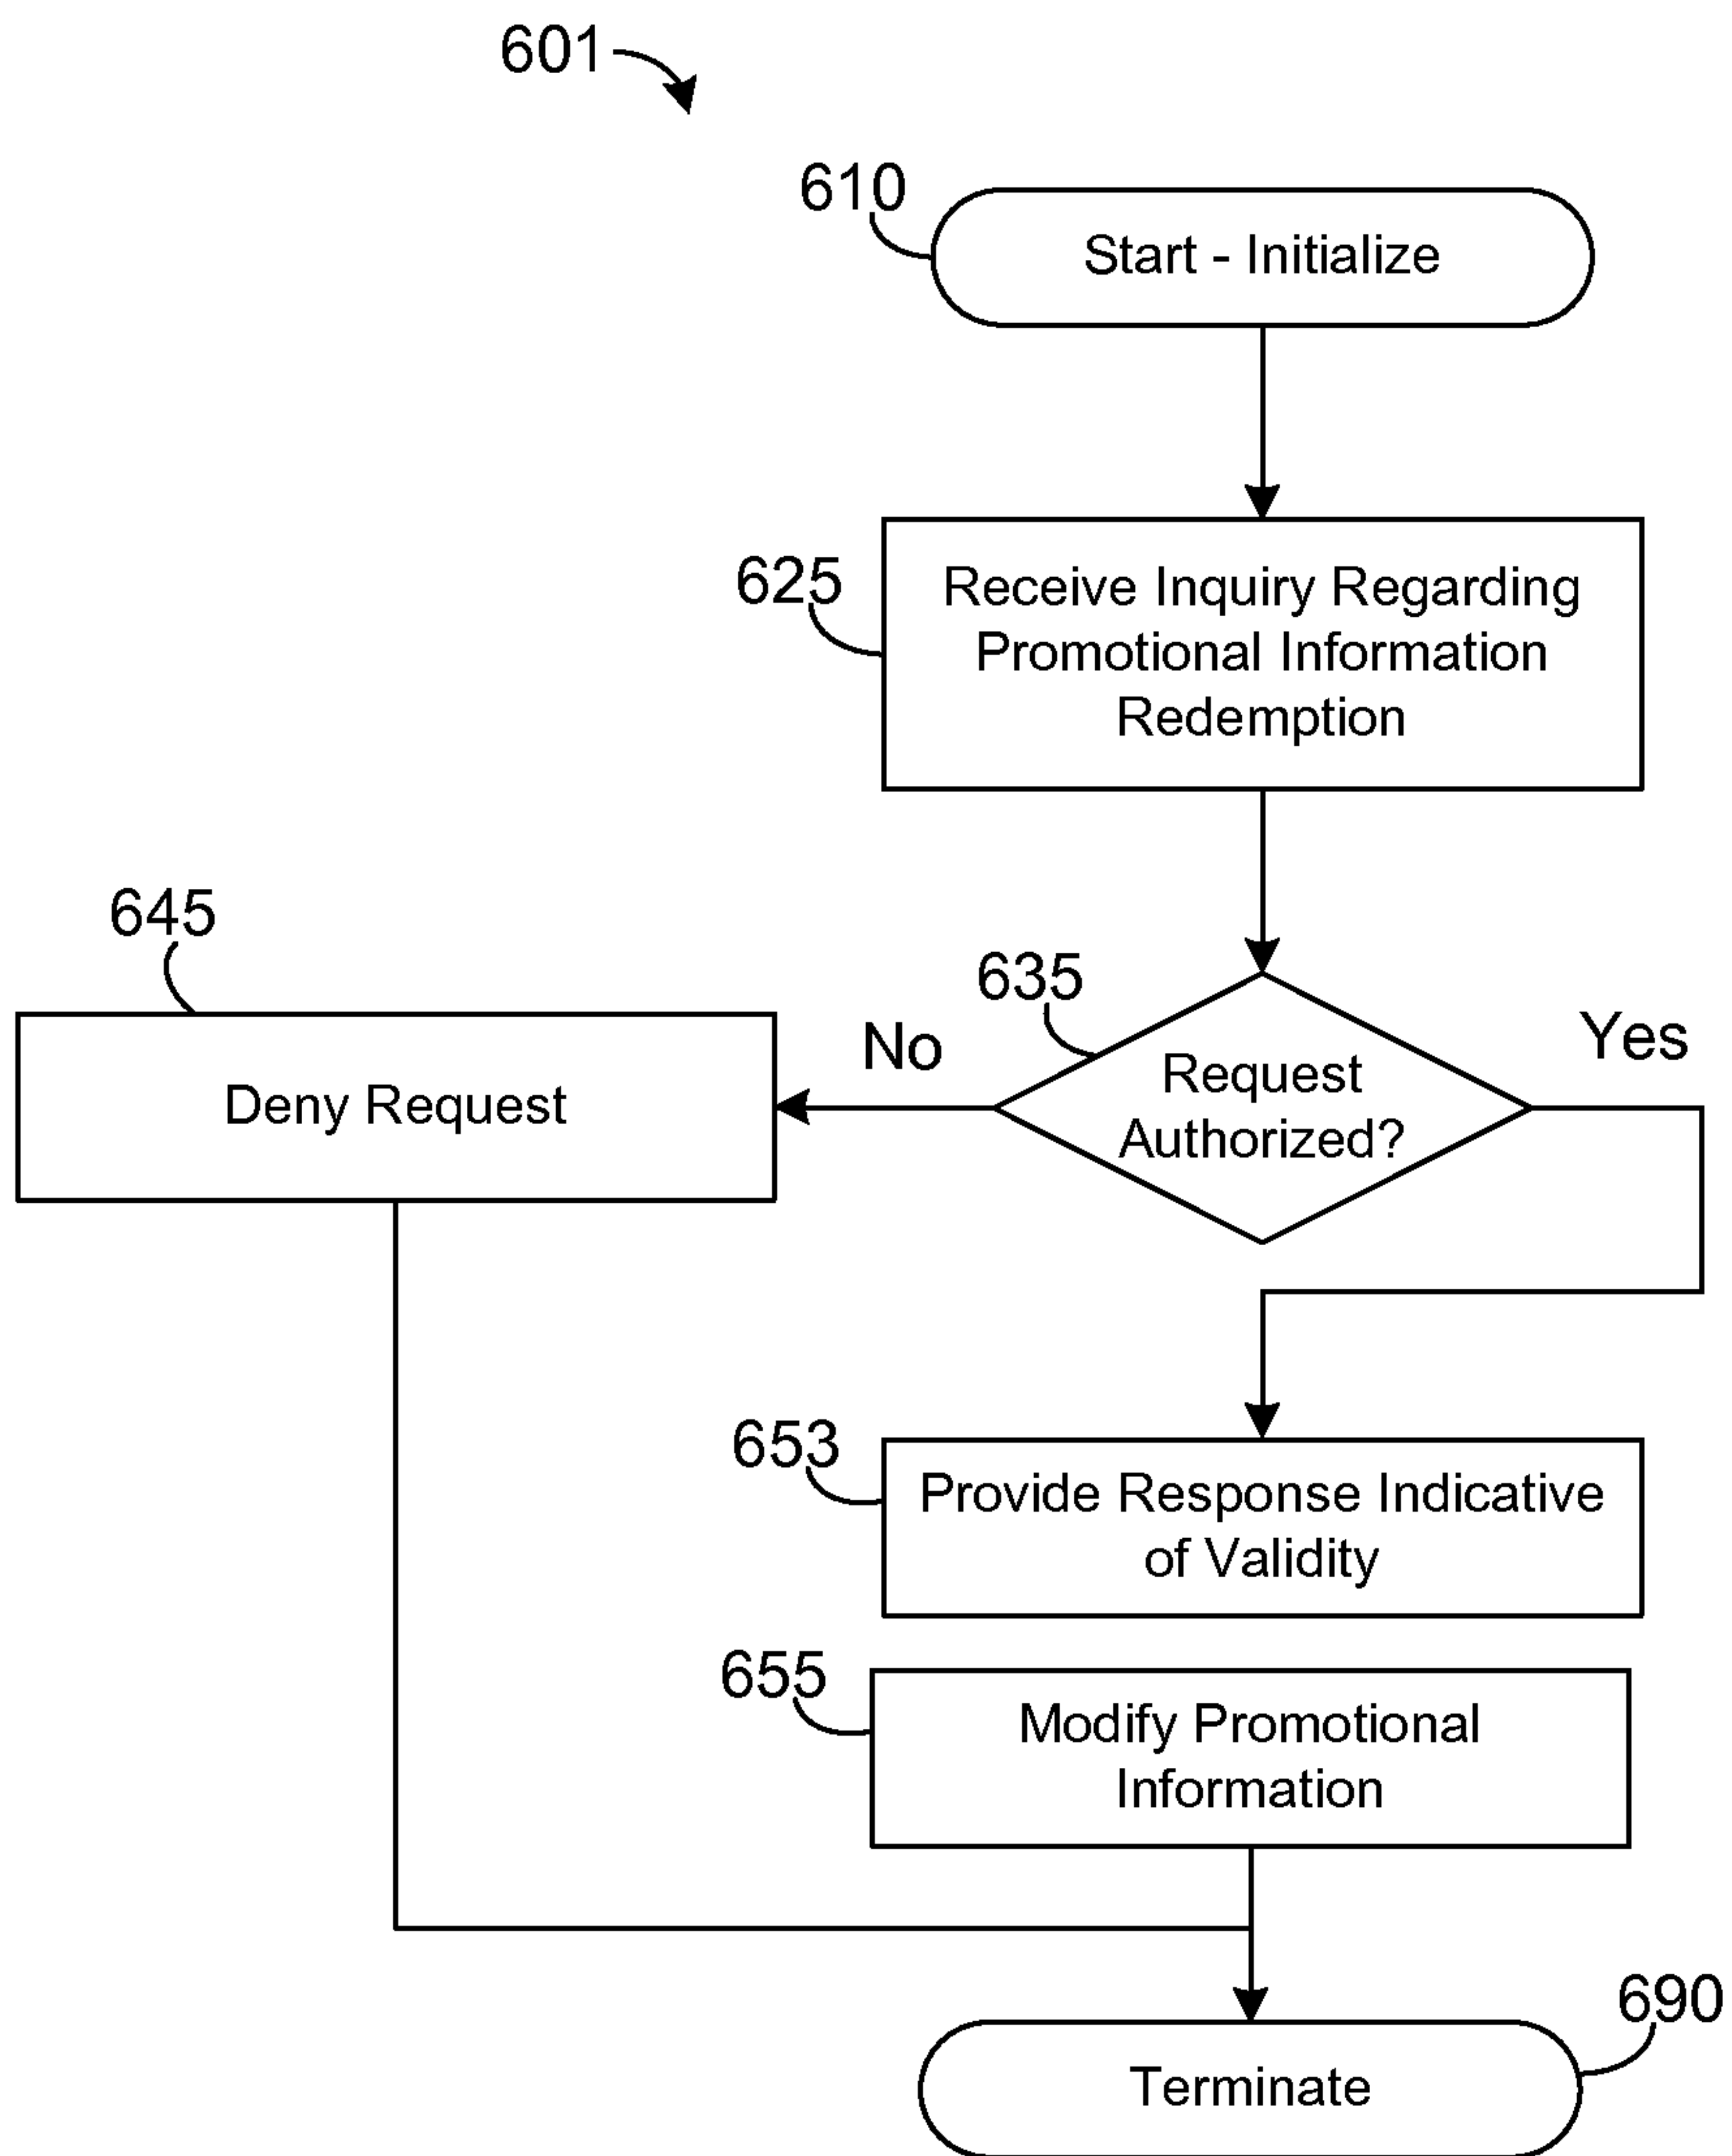 601
610
Start - Initialize
625
Receive Inquiry Regarding
Promotional Information
Redemption
645
635
No
Yes
Deny Request
Request
Authorized?
653
Provide Response Indicative
of Validity
655
Modify Promotional
Information
690
Terminate